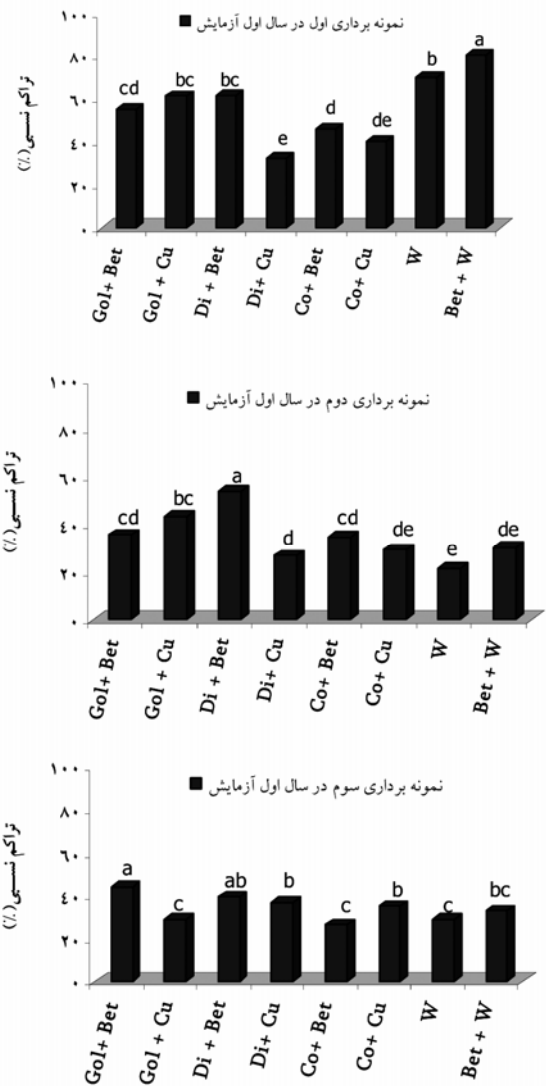 نمونه برداری اول در سال اول آزمایش
تراکم نسبی(٪)
۱۰۰
۸۰
۶۰
۴۰
۲۰
۰
cd bc bc e d de b a
Gol+ Bet Gol + Cu Di + Bet Di+ Cu Co+ Bet Co+ Cu W Bet + W
نمونه برداری دوم در سال اول آزمایش
تراکم نسبی(٪)
۱۰۰
۸۰
۶۰
۴۰
۲۰
۰
cd bc a d cd de e de
Gol+ Bet Gol + Cu Di + Bet Di+ Cu Co+ Bet Co+ Cu W Bet + W
نمونه برداری سوم در سال اول آزمایش
تراکم نسبی(٪)
۱۰۰
۸۰
۶۰
۴۰
۲۰
۰
a c ab b c b c bc
Gol+ Bet Gol + Cu Di + Bet Di+ Cu Co+ Bet Co+ Cu W Bet + W